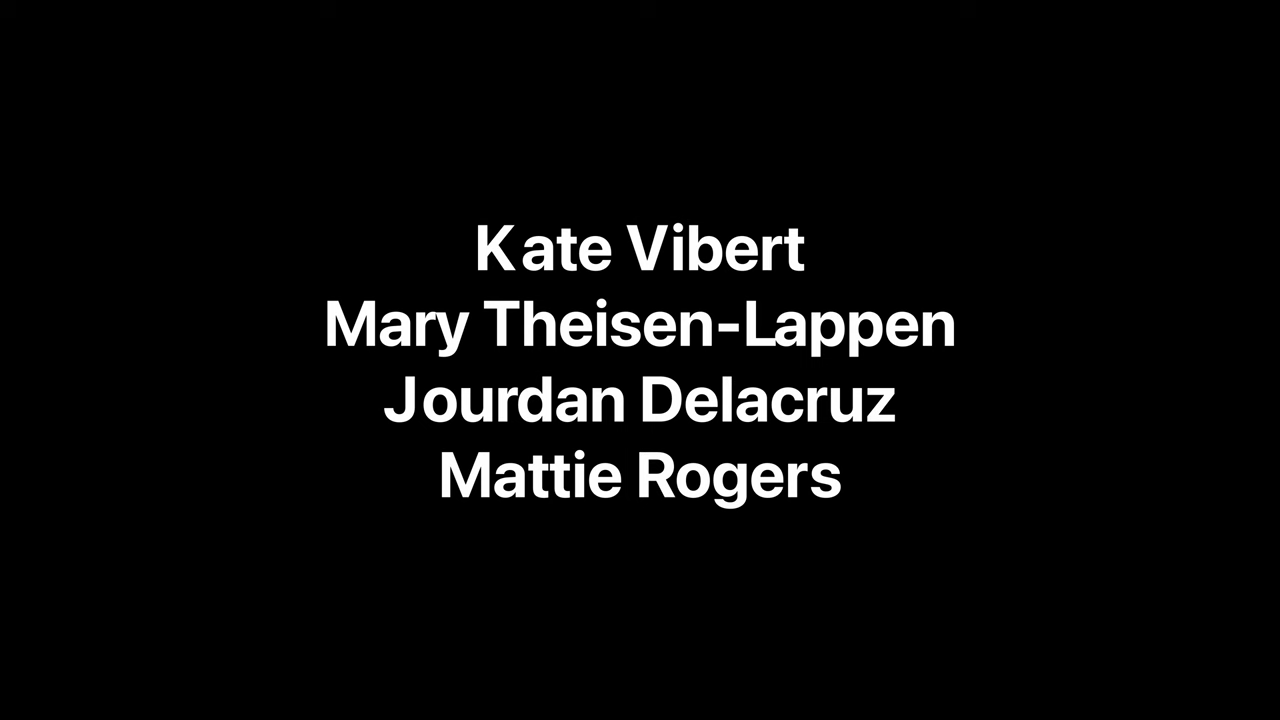 Kate Vibert
Mary Theisen-Lappen
Jourdan Delacruz
Mattie Rogers